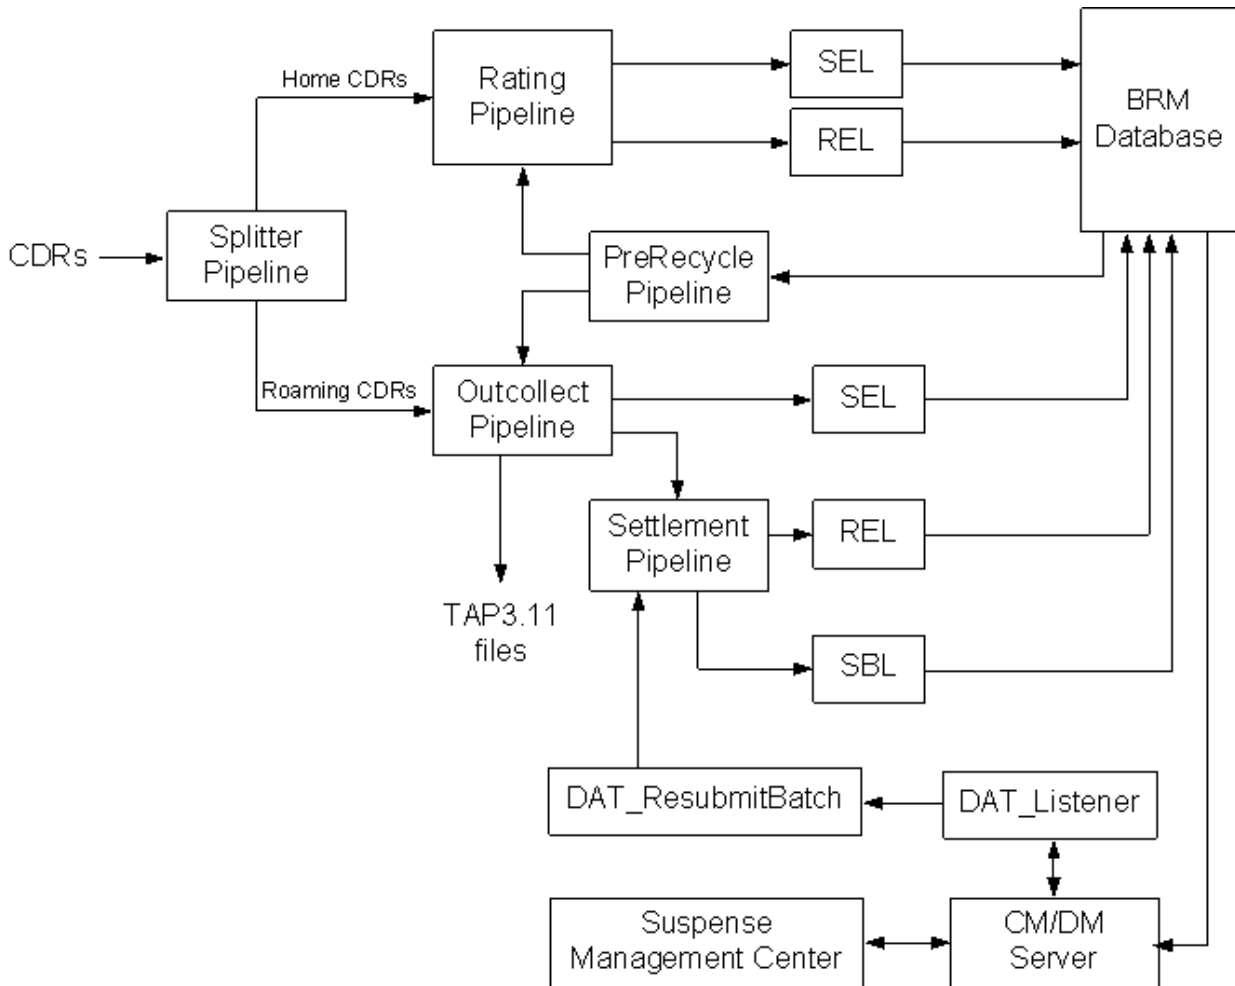 Home CDRs
Rating
Pipeline
SEL
REL
BRM
Database
CDRs
Splitter
Pipeline
PreRecycle
Pipeline
Roaming CDRs
Outcollect
Pipeline
SEL
Settlement
Pipeline
REL
TAP3.11
files
SBL
DAT_ResubmitBatch
DAT_Listener
Suspense
Management Center
CM/DM
Server